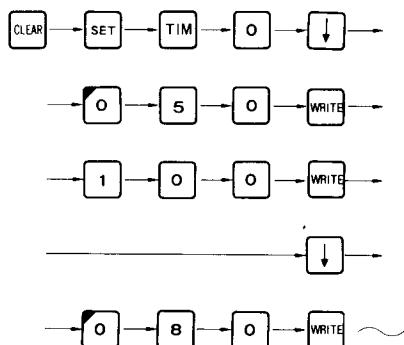 CLEAR SET TIM 0 ↓
0 5 0 WRITE
1 0 0 WRITE
↓
0 8 0 WRITE